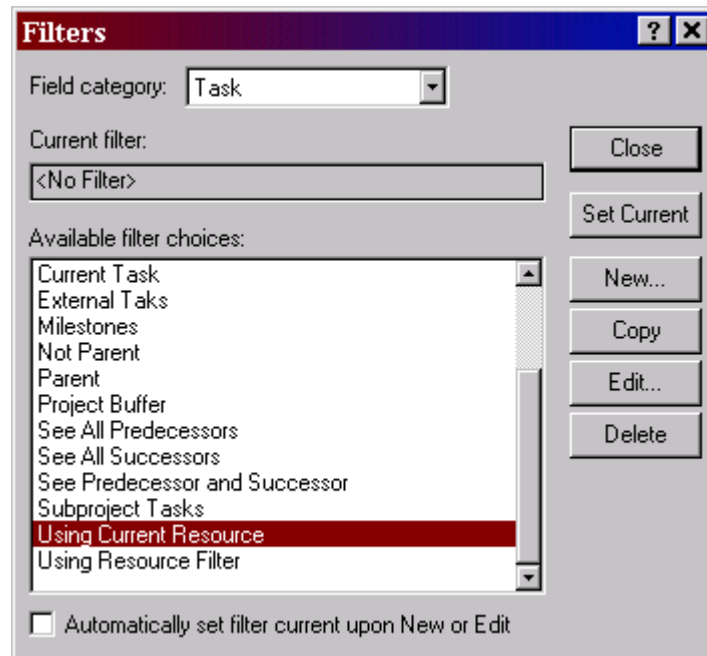 Filters
Field category: Task
Current filter:
<No Filter>
Close
Set Current
Available filter choices:
Current Task
External Taks
Milestones
Not Parent
Parent
Project Buffer
See All Predecessors
See All Successors
See Predecessor and Successor
Subproject Tasks
Using Current Resource
Using Resource Filter
New...
Copy
Edit...
Delete
Automatically set filter current upon New or Edit